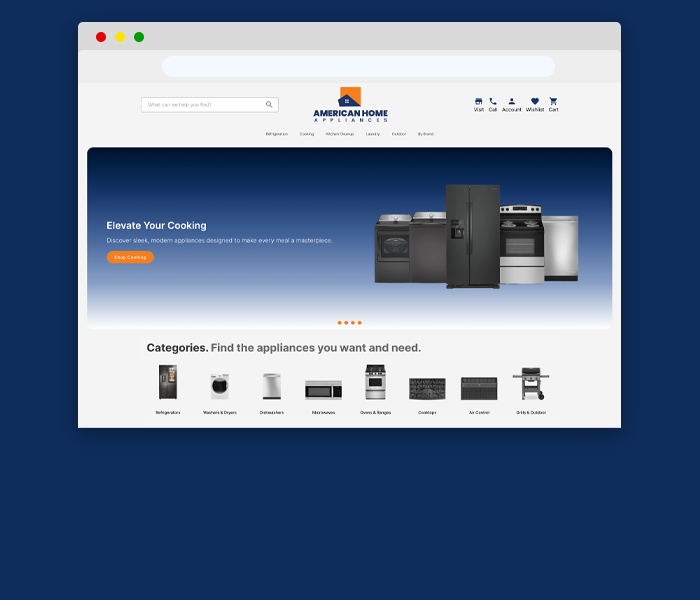 What can we help you find?
AMERICAN HOME
APPLIANCES
Visit Call Account Wishlist Cart
Refrigeration Cooking Kitchen Cleanup Laundry Outdoor By Brand
Elevate Your Cooking
Discover sleek, modern appliances designed to make every meal a masterpiece.
Shop Cooking
Categories. Find the appliances you want and need.
Refrigerators Washers & Dryers Dishwashers Microwaves Ovens & Ranges Cooktops Air Control Grills & Outdoor